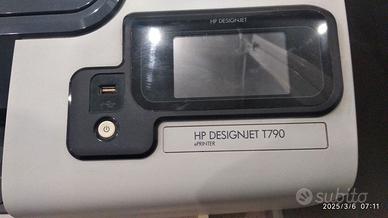 HP DESIGNJET
HP DESIGNJET T790
ePRINTER
subito
2025/3/6 07:11